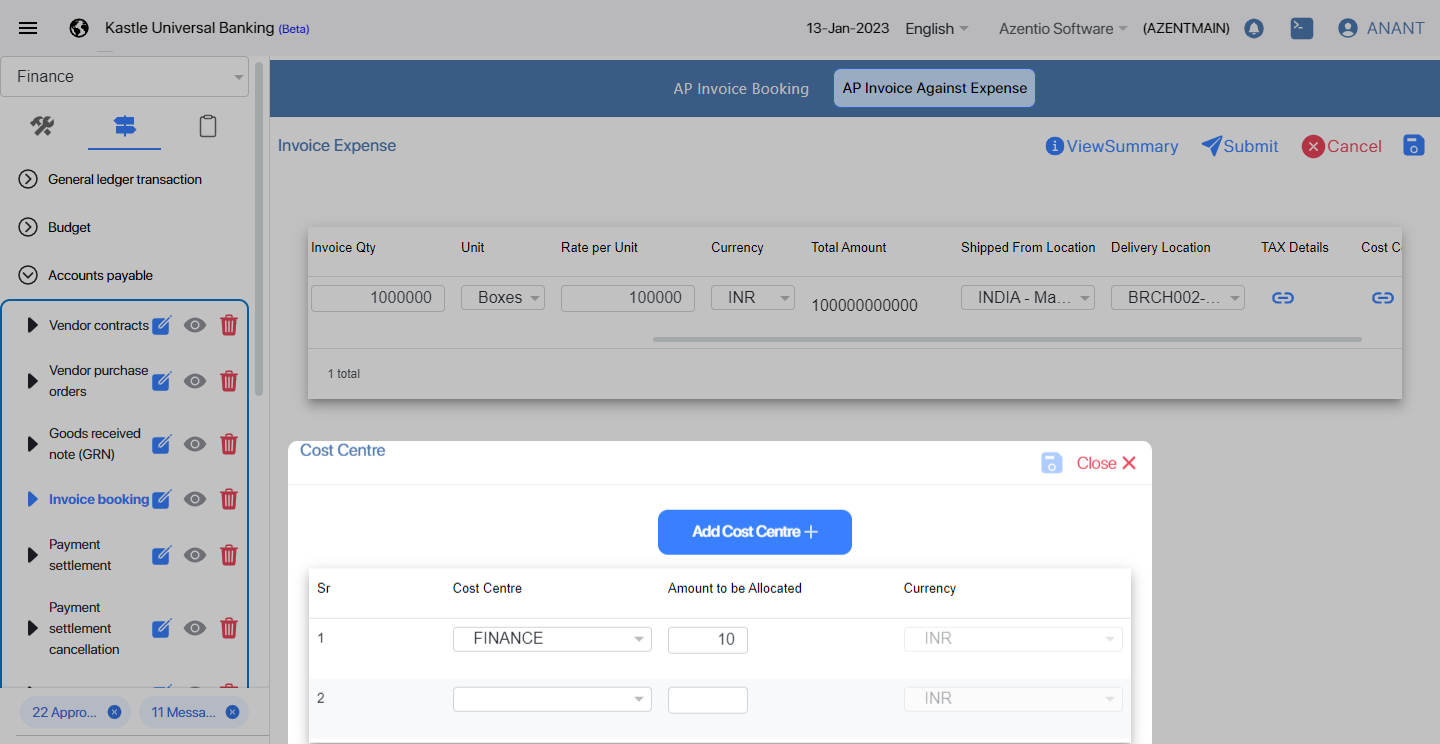 Kastle Universal Banking (Beta)
13-Jan-2023 English Azentio Software (AZENTMAIN) ANANT
Finance
AP Invoice Booking AP Invoice Against Expense
Invoice Expense
ViewSummary Submit Cancel
General ledger transaction
Budget
Accounts payable
Vendor contracts
Vendor purchase
orders
Goods received
note (GRN)
Invoice booking
Payment
settlement
Payment
settlement
cancellation
22 Appro... 11 Messa...
Invoice Qty Unit Rate per Unit Currency Total Amount Shipped From Location Delivery Location TAX Details Cost C
1000000 Boxes 100000 INR 100000000000 INDIA - Ma... BRCH002-...
1 total
Cost Centre
Close
Add Cost Centre +
Sr Cost Centre Amount to be Allocated Currency
1 FINANCE 10 INR
2 INR